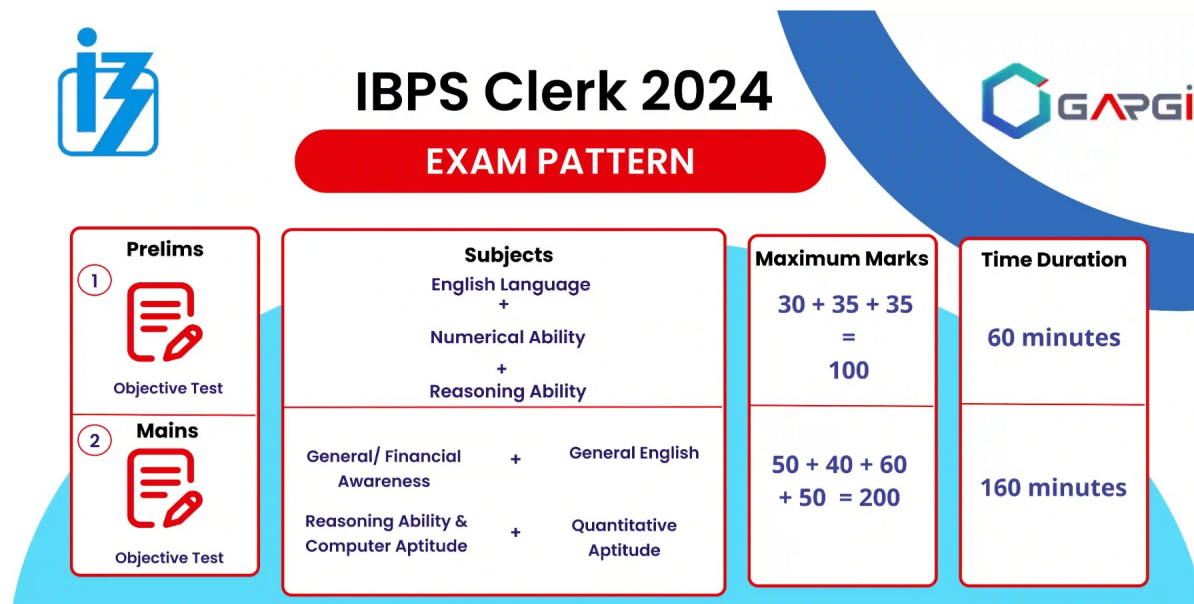 IBPS Clerk 2024
GARGI
EXAM PATTERN
Prelims
1
Objective Test
Subjects
English Language
+
Numerical Ability
+
Reasoning Ability
Maximum Marks
30 + 35 + 35
=
100
Time Duration
60 minutes
2
Mains
Objective Test
General/ Financial
Awareness
+
General English
Reasoning Ability &
Computer Aptitude
+
Quantitative
Aptitude
50 + 40 + 60
+ 50 = 200
160 minutes